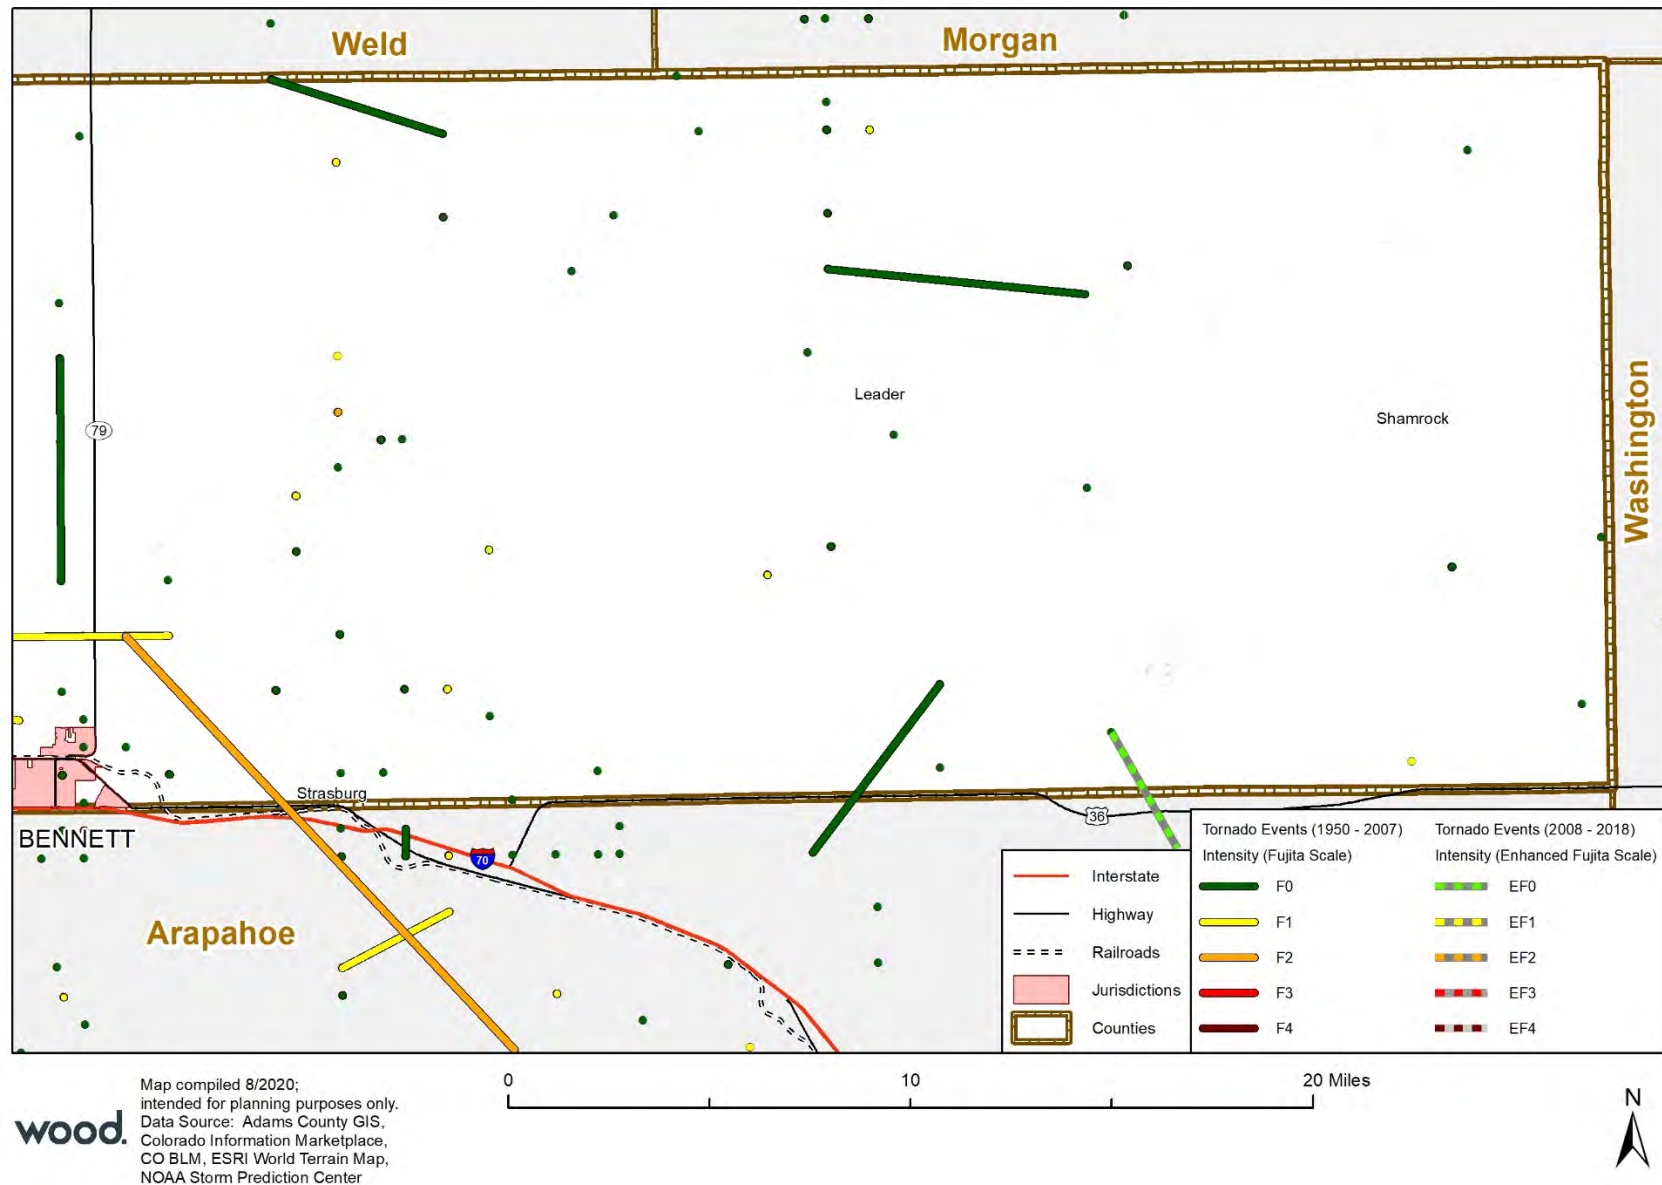 Weld
Morgan
79
Leader
Shamrock
Washington
Strasburg
36
BENNETT
70
Arapahoe
Interstate
Highway
Railroads
Jurisdictions
Counties
Tornado Events (1950 - 2007)
Intensity (Fujita Scale)
F0
F1
F2
F3
F4
Tornado Events (2008 - 2018)
Intensity (Enhanced Fujita Scale)
EF0
EF1
EF2
EF3
EF4
wood.
Map compiled 8/2020;
intended for planning purposes only.
Data Source: Adams County GIS,
Colorado Information Marketplace,
CO BLM, ESRI World Terrain Map,
NOAA Storm Prediction Center
0 10 20 Miles
N